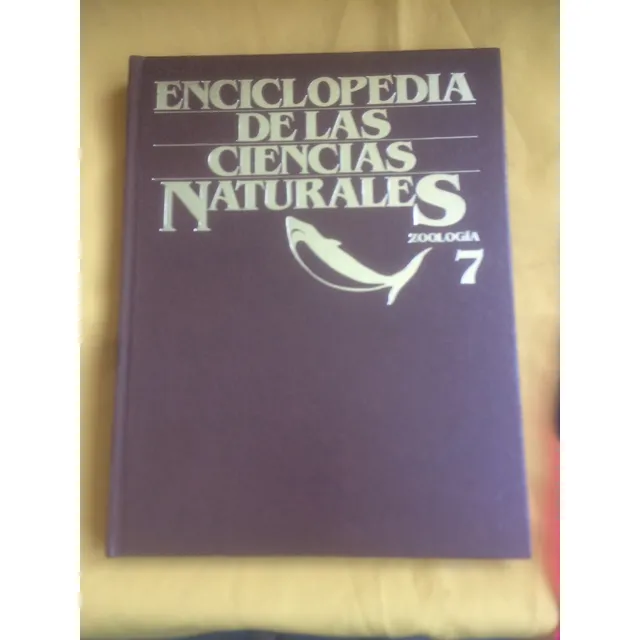 ENCICLOPEDIA
DE LAS
CIENCIAS
NATURALES
ZOOLOGÍA
7